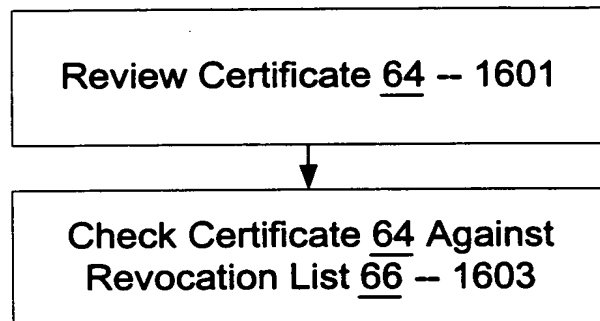 Review Certificate 64 -- 1601
Check Certificate 64 Against
Revocation List 66 -- 1603